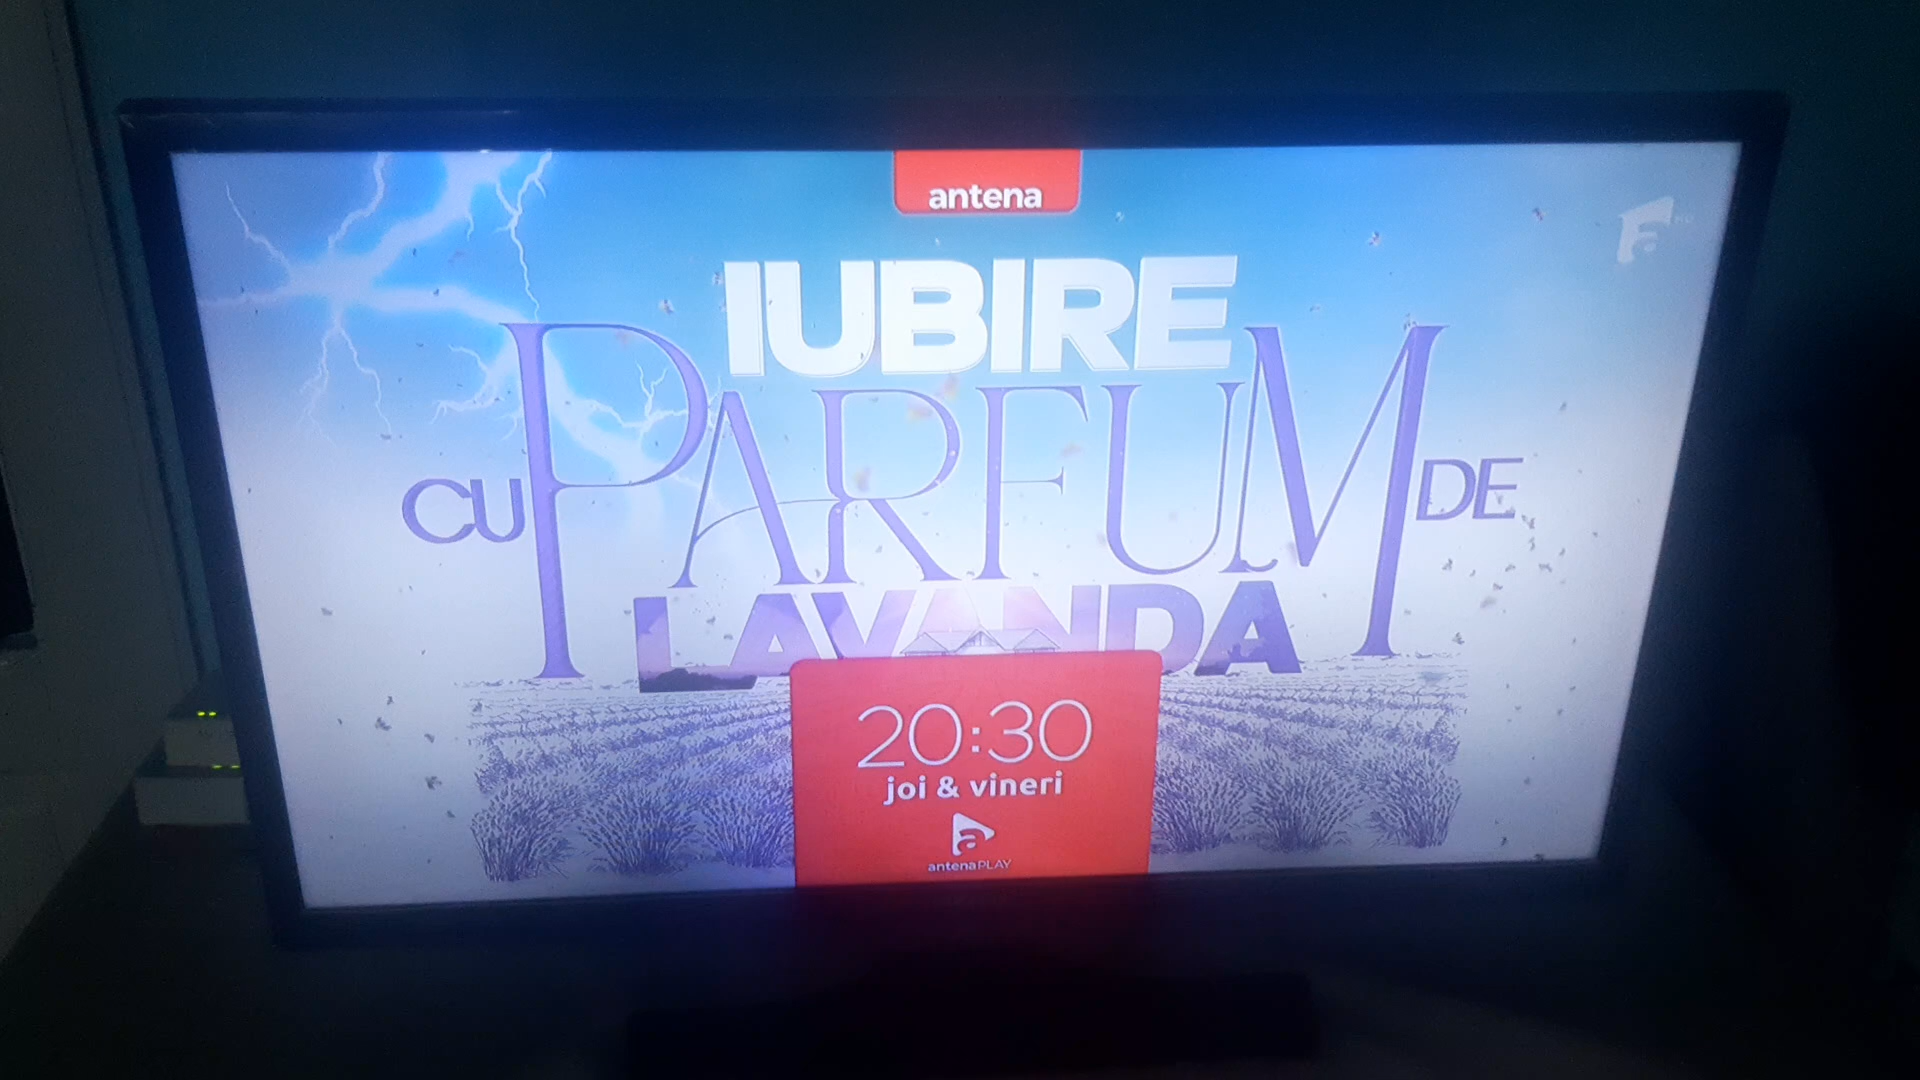 antena
IUBIRE
CU PARFUM DE
LAVANDĂ
20:30
joi & vineri
antenaPLAY